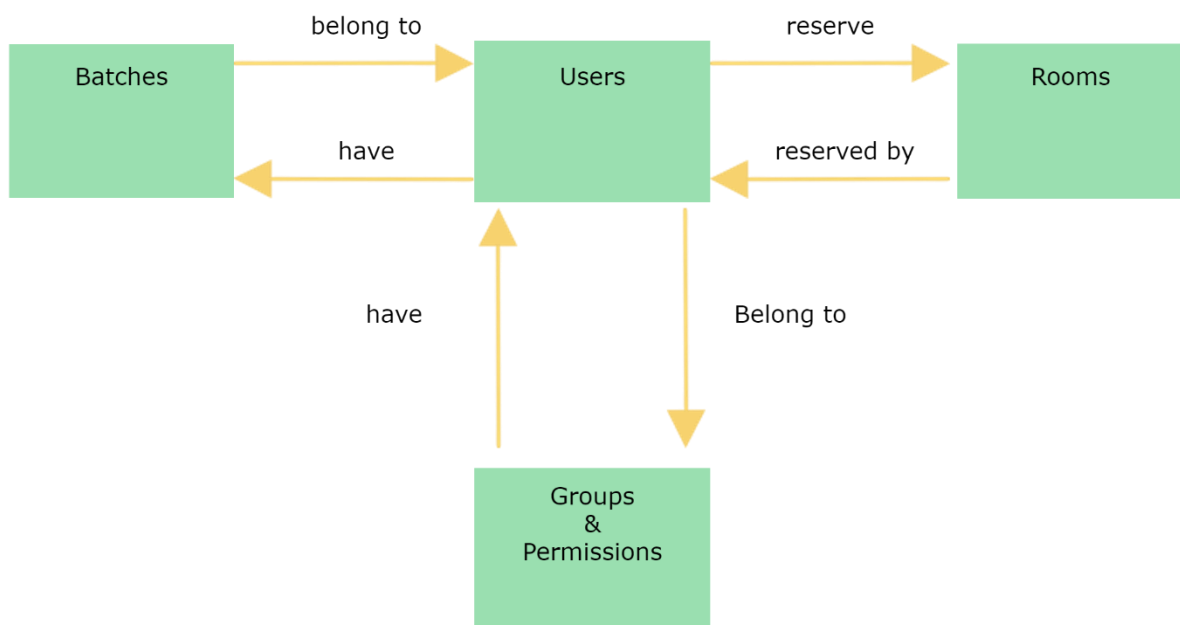 belong to
reserve
Batches
Users
Rooms
have
reserved by
have
Belong to
Groups
&
Permissions